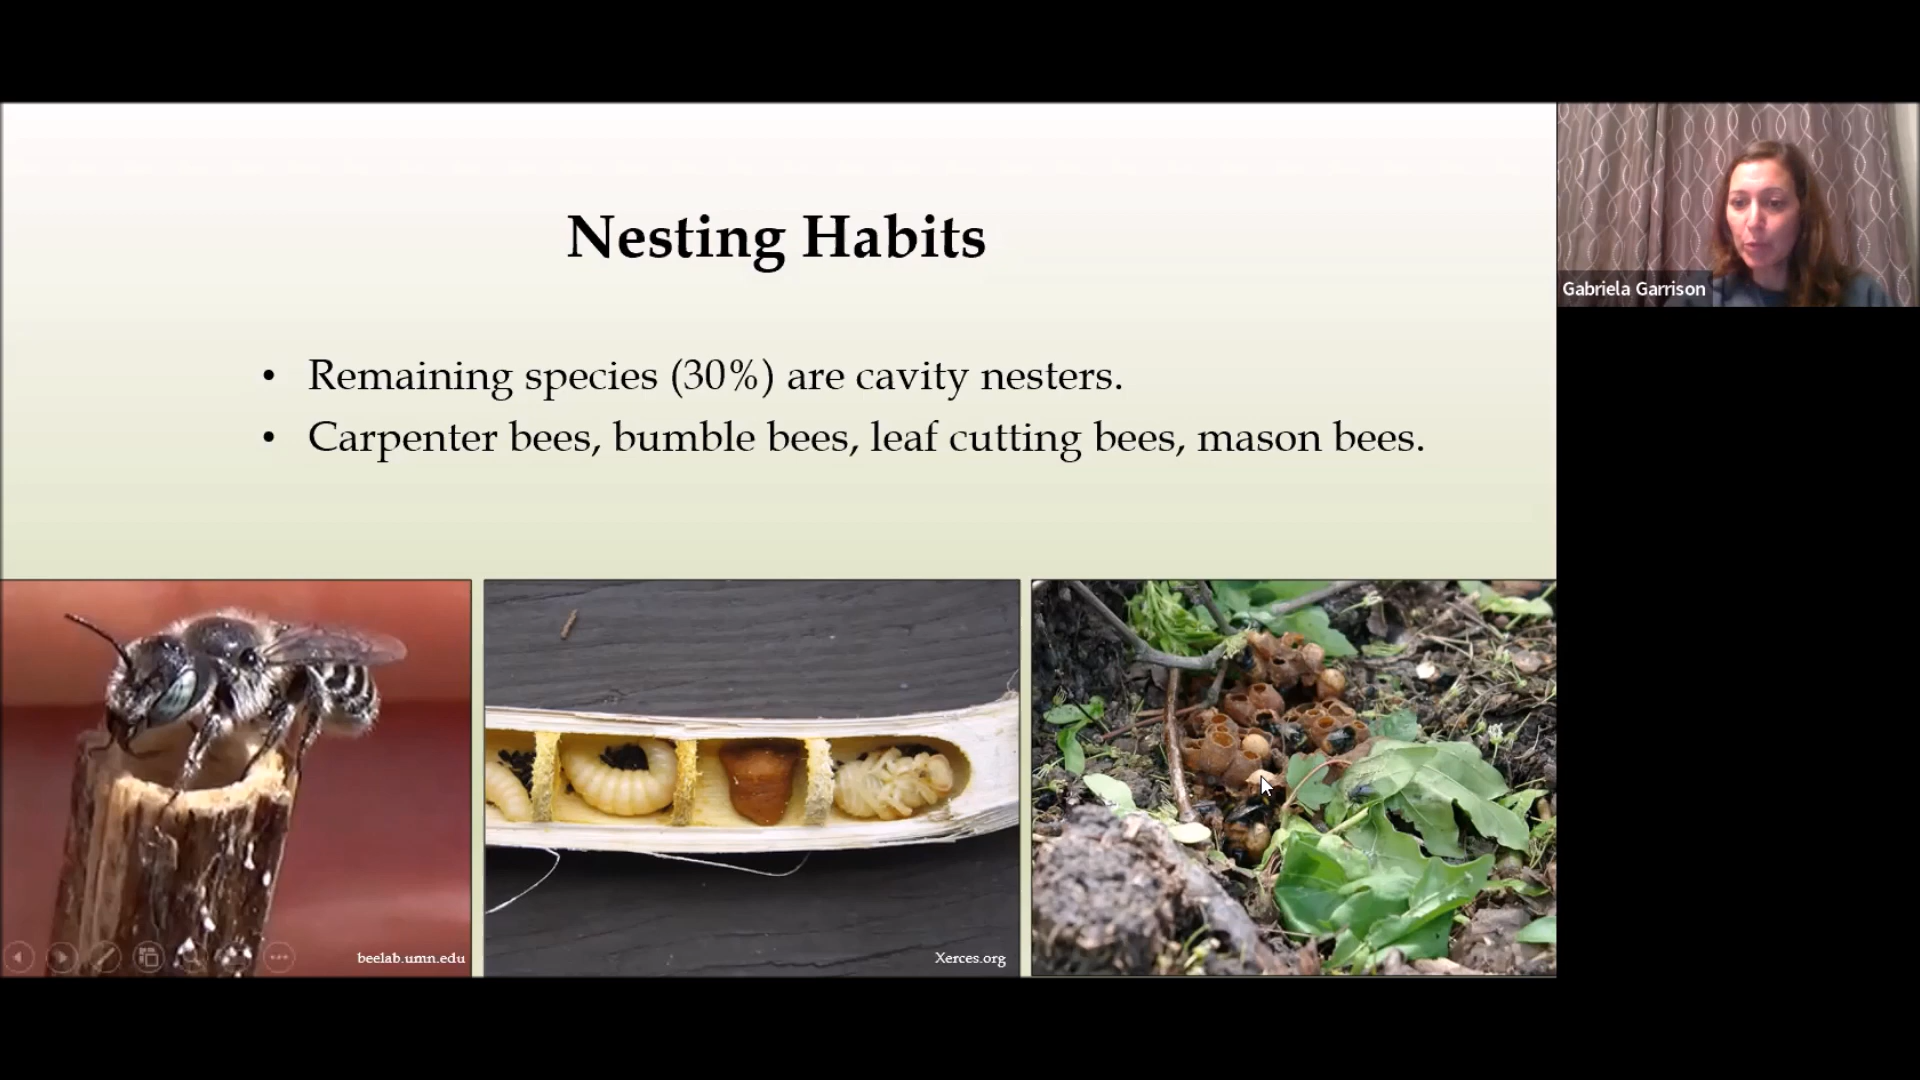 Nesting Habits
• Remaining species (30%) are cavity nesters.
• Carpenter bees, bumble bees, leaf cutting bees, mason bees.
Gabriela Garrison
beelab.umn.edu
Xerces.org